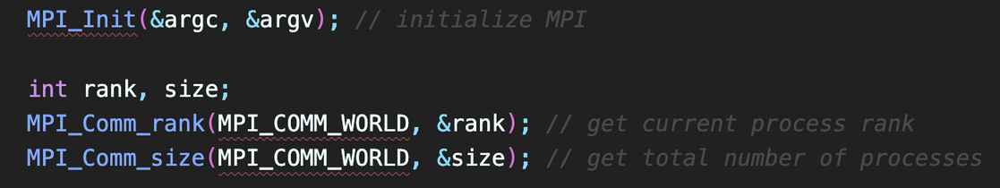 MPI_Init(&argc, &argv); // initialize MPI
int rank, size;
MPI_Comm_rank(MPI_COMM_WORLD, &rank); // get current process rank
MPI_Comm_size(MPI_COMM_WORLD, &size); // get total number of processes